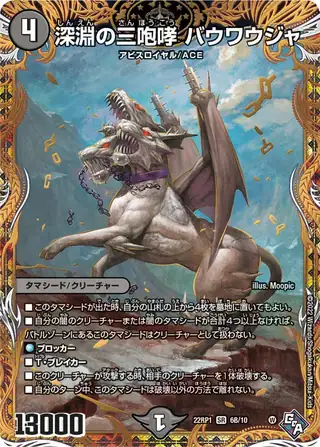 4
しんえん さんほうこう
深淵の三咆哮 バウワウジャ
アビスロイヤル/ACE
illus. Moopic
タマシード/クリーチャー
■このタマシードが出た時、自分の山札の上から4枚を墓地に置いてもよい。
■自分の闇のクリーチャーまたは闇のタマシードが合計4つ以上なければ、
バトルゾーンにあるこのタマシードはクリーチャーとして扱わない。
ブロッカー
■T・ブレイカー
■このクリーチャーが攻撃する時、相手のクリーチャーを1体破壊する。
■自分のターン中、このタマシードは破壊以外の方法で離れない。
13000
1
22RP1 SR 6B/10
W